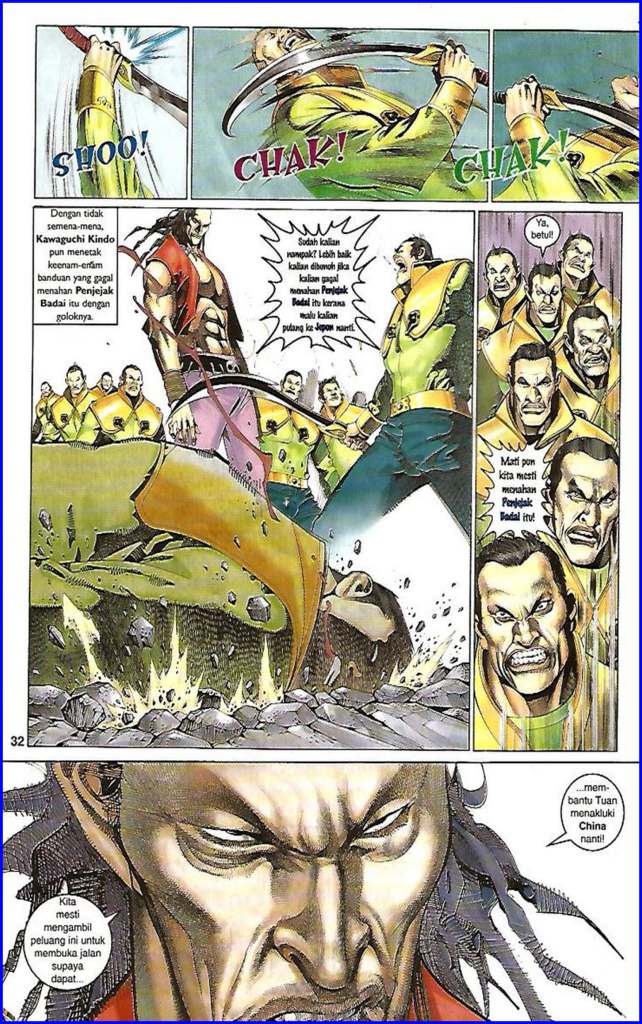 SHOO!
CHAK!
CHAK!
Dengan tidak
semena-mena,
Kawaguchi Kindo
pun menetak
keenam-enam
banduan yang gagal
menahan Penjejak
Badai itu dengan
goloknya.
Sudah kalian
nampak? Lebih baik
kalian dibunuh jika
kalian gagal
menahan Penjejak
Badai itu kerana
malu untuk
pulang ke Jepun
nanti!
Ya,
betul!
Mati pun
kita mesti
menahan
Penjejak
Badai itu!
32
Kita
mesti
mengambil
peluang ini untuk
membuka jalan
supaya
dapat...
...mem-
bantu Tuan
menakluki
China
nanti!